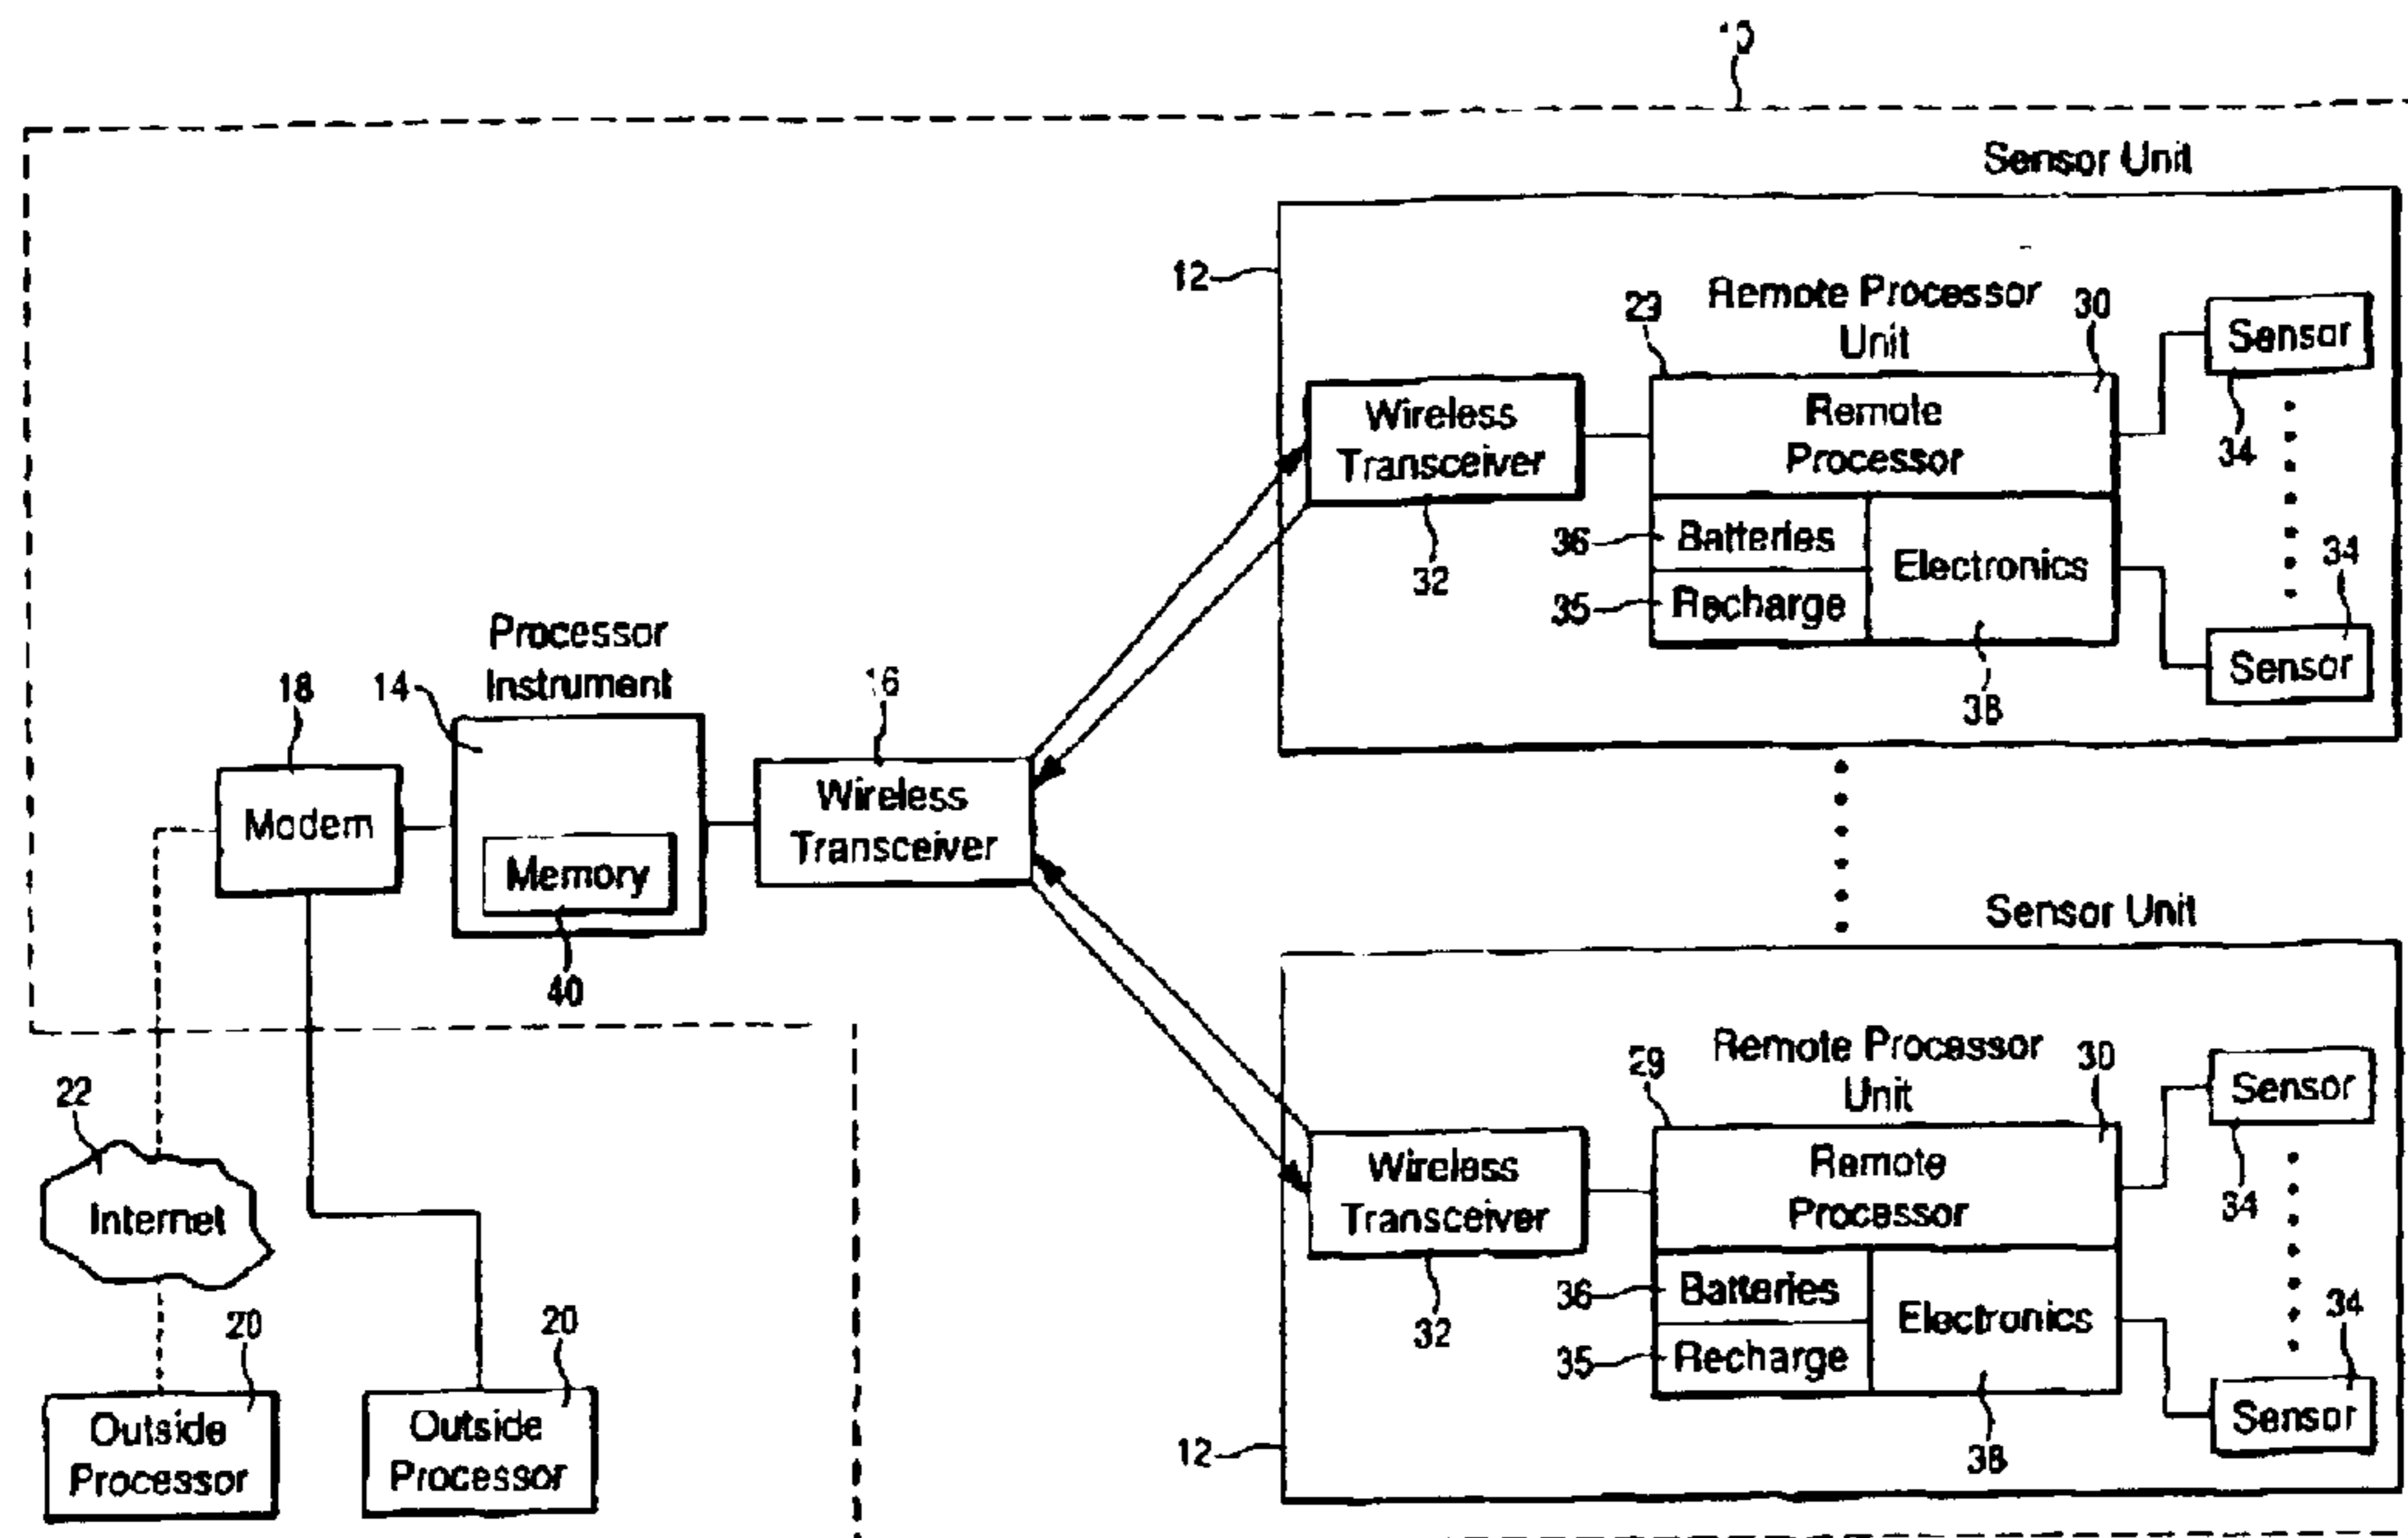 Sensor Unit
12
Remote Processor
Unit
30
Sensor
34
Wireless
Transceiver
32
Remote
Processor
36
Batteries
35
Recharge
Electronics
38
34
Sensor
Processor
Instrument
18
14
16
Modem
Memory
40
Wireless
Transceiver
Sensor Unit
12
Remote Processor
Unit
29
30
Sensor
34
Wireless
Transceiver
32
Remote
Processor
36
Batteries
35
Recharge
Electronics
38
34
Sensor
22
Internet
20
Outside
Processor
20
Outside
Processor